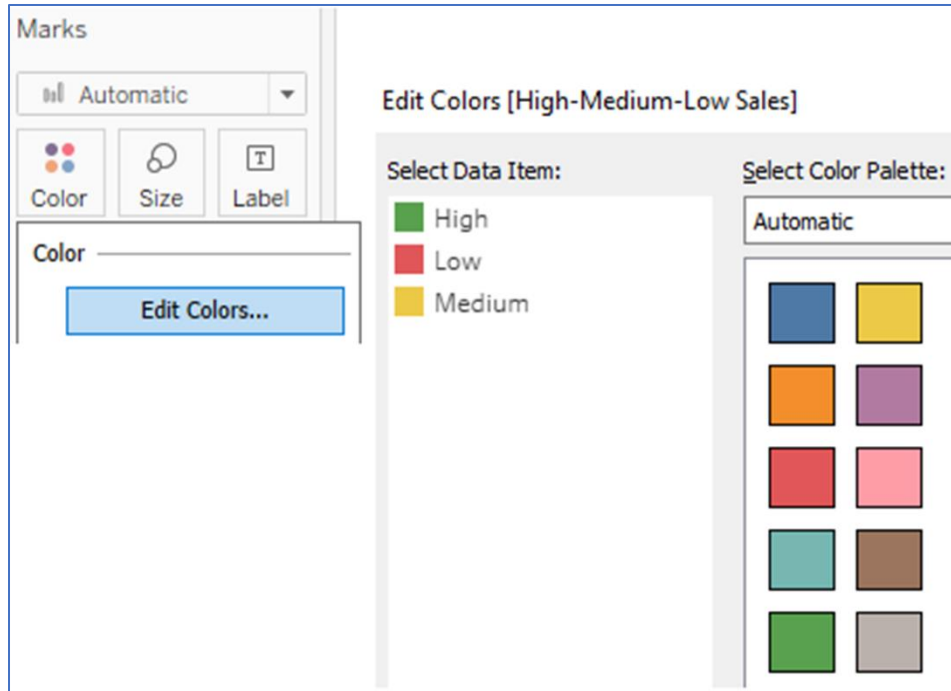 Marks
Automatic
Color Size Label
T
Color
Edit Colors...
Edit Colors [High-Medium-Low Sales]
Select Data Item:
High
Low
Medium
Select Color Palette:
Automatic